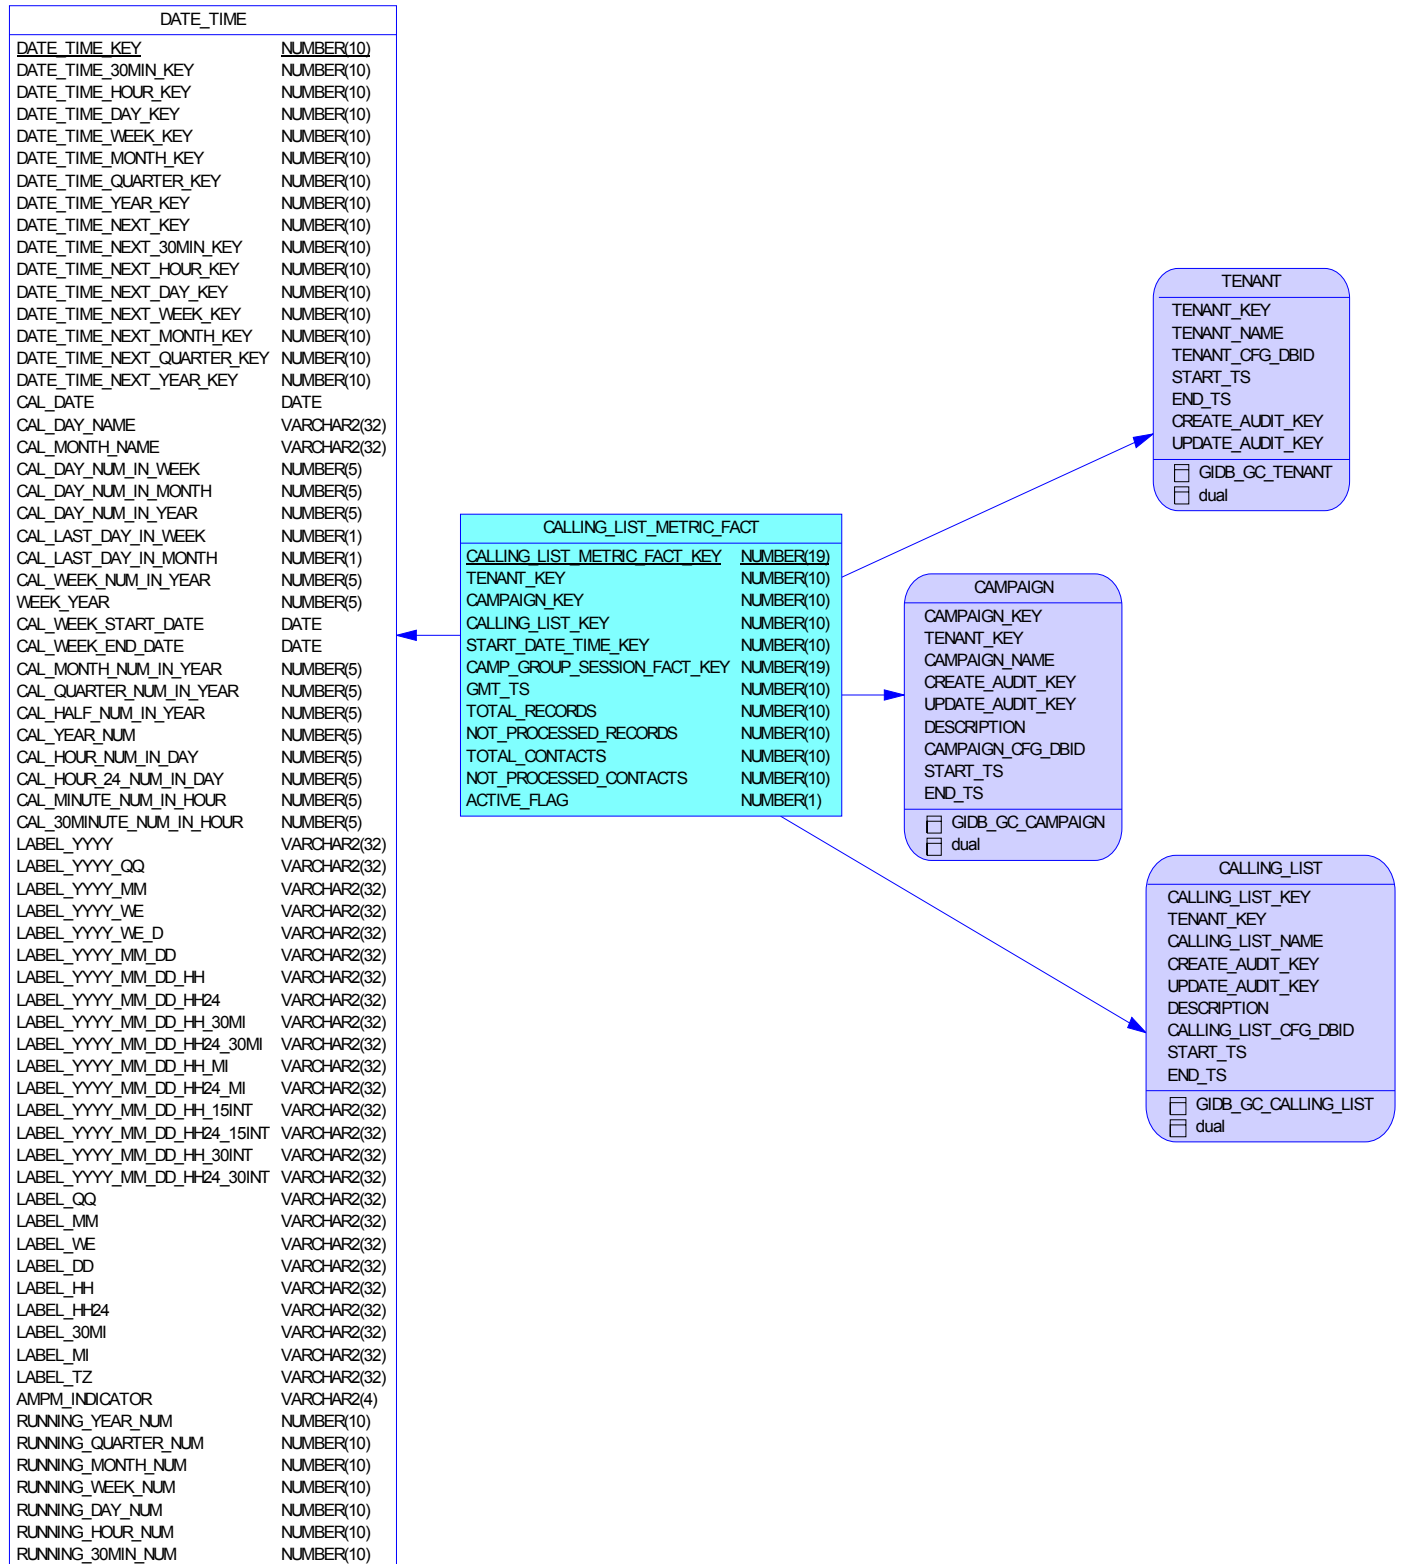 DATE_TIME
DATE_TIME_KEY NUMBER(10)
DATE_TIME_30MIN_KEY NUMBER(10)
DATE_TIME_HOUR_KEY NUMBER(10)
DATE_TIME_DAY_KEY NUMBER(10)
DATE_TIME_WEEK_KEY NUMBER(10)
DATE_TIME_MONTH_KEY NUMBER(10)
DATE_TIME_QUARTER_KEY NUMBER(10)
DATE_TIME_YEAR_KEY NUMBER(10)
DATE_TIME_NEXT_KEY NUMBER(10)
DATE_TIME_NEXT_30MIN_KEY NUMBER(10)
DATE_TIME_NEXT_HOUR_KEY NUMBER(10)
DATE_TIME_NEXT_DAY_KEY NUMBER(10)
DATE_TIME_NEXT_WEEK_KEY NUMBER(10)
DATE_TIME_NEXT_MONTH_KEY NUMBER(10)
DATE_TIME_NEXT_QUARTER_KEY NUMBER(10)
DATE_TIME_NEXT_YEAR_KEY NUMBER(10)
CAL_DATE DATE
CAL_DAY_NAME VARCHAR2(32)
CAL_MONTH_NAME VARCHAR2(32)
CAL_DAY_NUM_IN_WEEK NUMBER(5)
CAL_DAY_NUM_IN_MONTH NUMBER(5)
CAL_DAY_NUM_IN_YEAR NUMBER(5)
CAL_LAST_DAY_IN_WEEK NUMBER(1)
CAL_LAST_DAY_IN_MONTH NUMBER(1)
CAL_WEEK_NUM_IN_YEAR NUMBER(5)
WEEK_YEAR NUMBER(5)
CAL_WEEK_START_DATE DATE
CAL_WEEK_END_DATE DATE
CAL_MONTH_NUM_IN_YEAR NUMBER(5)
CAL_QUARTER_NUM_IN_YEAR NUMBER(5)
CAL_HALF_NUM_IN_YEAR NUMBER(5)
CAL_YEAR_NUM NUMBER(5)
CAL_HOUR_NUM_IN_DAY NUMBER(5)
CAL_HOUR_24_NUM_IN_DAY NUMBER(5)
CAL_MINUTE_NUM_IN_HOUR NUMBER(5)
CAL_30MINUTE_NUM_IN_HOUR NUMBER(5)
LABEL_YYYY VARCHAR2(32)
LABEL_YYYY_QQ VARCHAR2(32)
LABEL_YYYY_MM VARCHAR2(32)
LABEL_YYYY_WE VARCHAR2(32)
LABEL_YYYY_WE_D VARCHAR2(32)
LABEL_YYYY_MM_DD VARCHAR2(32)
LABEL_YYYY_MM_DD_HH VARCHAR2(32)
LABEL_YYYY_MM_DD_HH24 VARCHAR2(32)
LABEL_YYYY_MM_DD_HH_30MI VARCHAR2(32)
LABEL_YYYY_MM_DD_HH24_30MI VARCHAR2(32)
LABEL_YYYY_MM_DD_HH_MI VARCHAR2(32)
LABEL_YYYY_MM_DD_HH24_MI VARCHAR2(32)
LABEL_YYYY_MM_DD_HH_15INT VARCHAR2(32)
LABEL_YYYY_MM_DD_HH24_15INT VARCHAR2(32)
LABEL_YYYY_MM_DD_HH_30INT VARCHAR2(32)
LABEL_YYYY_MM_DD_HH24_30INT VARCHAR2(32)
LABEL_QQ VARCHAR2(32)
LABEL_MM VARCHAR2(32)
LABEL_WE VARCHAR2(32)
LABEL_DD VARCHAR2(32)
LABEL_HH VARCHAR2(32)
LABEL_HH24 VARCHAR2(32)
LABEL_30MI VARCHAR2(32)
LABEL_MI VARCHAR2(32)
LABEL_TZ VARCHAR2(32)
AMPM_INDICATOR VARCHAR2(4)
RUNNING_YEAR_NUM NUMBER(10)
RUNNING_QUARTER_NUM NUMBER(10)
RUNNING_MONTH_NUM NUMBER(10)
RUNNING_WEEK_NUM NUMBER(10)
RUNNING_DAY_NUM NUMBER(10)
RUNNING_HOUR_NUM NUMBER(10)
RUNNING_30MIN_NUM NUMBER(10)
CALLING_LIST_METRIC_FACT
CALLING_LIST_METRIC_FACT_KEY NUMBER(19)
TENANT_KEY NUMBER(10)
CAMPAIGN_KEY NUMBER(10)
CALLING_LIST_KEY NUMBER(10)
START_DATE_TIME_KEY NUMBER(10)
CAMP_GROUP_SESSION_FACT_KEY NUMBER(19)
GMT_TS NUMBER(10)
TOTAL_RECORDS NUMBER(10)
NOT_PROCESSED_RECORDS NUMBER(10)
TOTAL_CONTACTS NUMBER(10)
NOT_PROCESSED_CONTACTS NUMBER(10)
ACTIVE_FLAG NUMBER(1)
TENANT
TENANT_KEY
TENANT_NAME
TENANT_CFG_DBID
START_TS
END_TS
CREATE_AUDIT_KEY
UPDATE_AUDIT_KEY
GIDB_GC_TENANT
dual
CAMPAIGN
CAMPAIGN_KEY
TENANT_KEY
CAMPAIGN_NAME
CREATE_AUDIT_KEY
UPDATE_AUDIT_KEY
DESCRIPTION
CAMPAIGN_CFG_DBID
START_TS
END_TS
GIDB_GC_CAMPAIGN
dual
CALLING_LIST
CALLING_LIST_KEY
TENANT_KEY
CALLING_LIST_NAME
CREATE_AUDIT_KEY
UPDATE_AUDIT_KEY
DESCRIPTION
CALLING_LIST_CFG_DBID
START_TS
END_TS
GIDB_GC_CALLING_LIST
dual